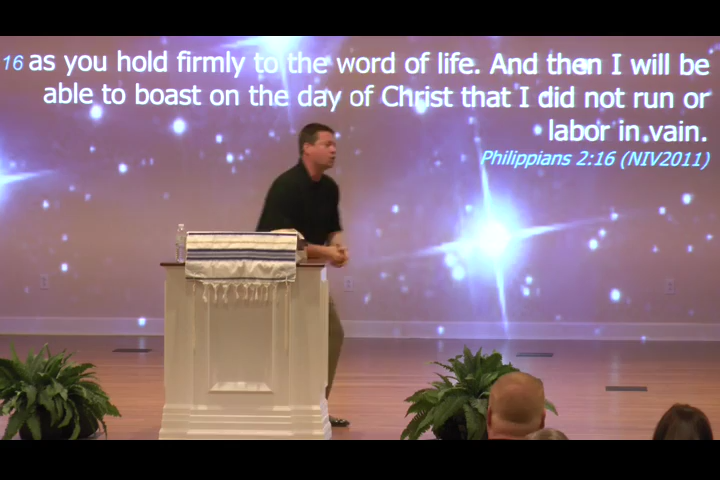 16 as you hold firmly to the word of life. And then I will be
able to boast on the day of Christ that I did not run or
labor in vain.
Philippians 2:16 (NIV2011)